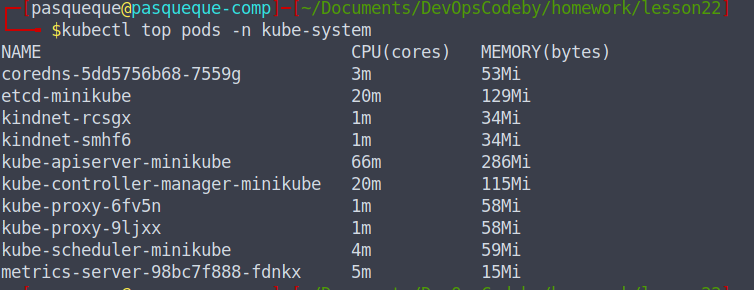 [pasqueque@pasqueque-comp]-[~/Documents/DevOpsCodeby/homework/lesson22]
$kubectl top pods -n kube-system
NAME CPU(cores) MEMORY(bytes)
coredns-5dd5756b68-7559g 3m 53Mi
etcd-minikube 20m 129Mi
kindnet-rcsgx 1m 34Mi
kindnet-smhf6 1m 34Mi
kube-apiserver-minikube 66m 286Mi
kube-controller-manager-minikube 20m 115Mi
kube-proxy-6fv5n 1m 58Mi
kube-proxy-9ljxx 1m 58Mi
kube-scheduler-minikube 4m 59Mi
metrics-server-98bc7f888-fdnkx 5m 15Mi